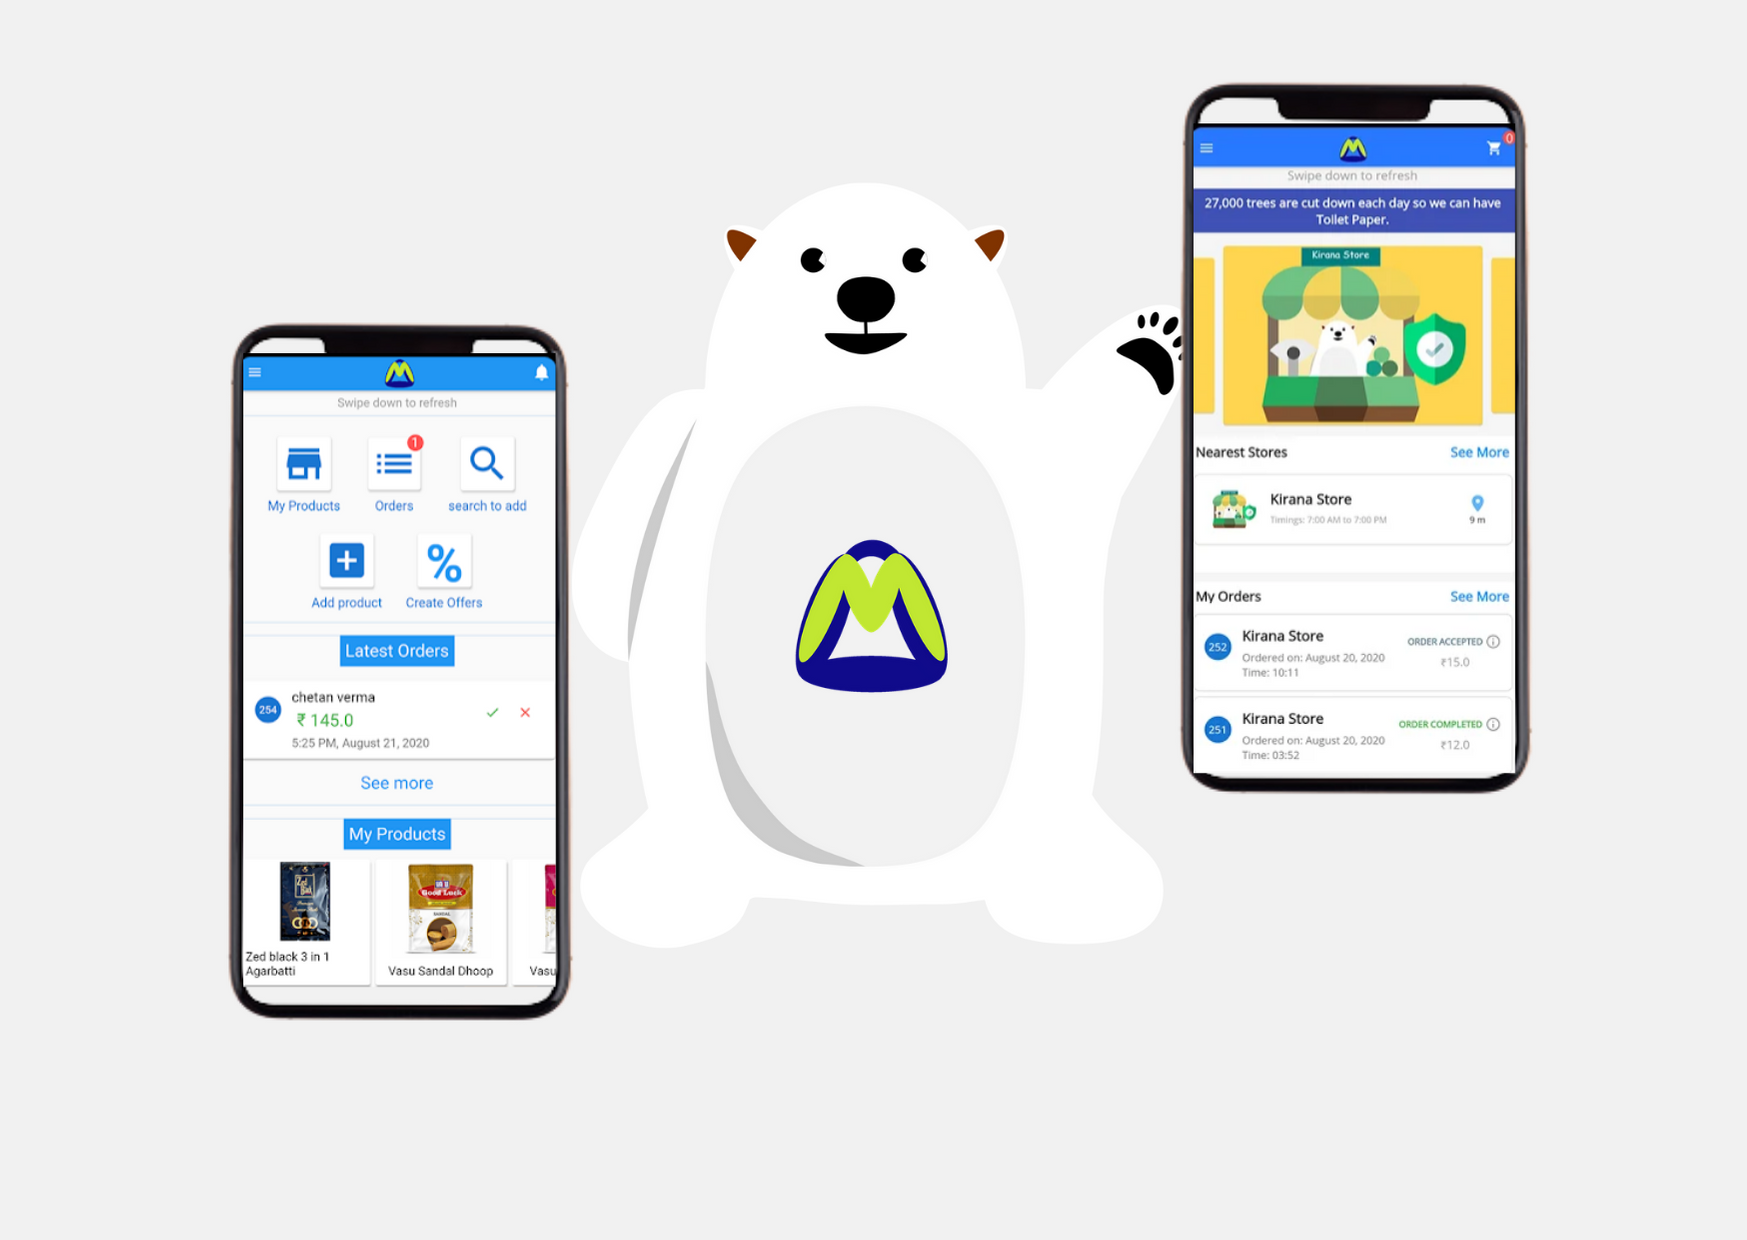 Swipe down to refresh
1
My Products
Orders
search to add
Add product
Create Offers
Latest Orders
254
chetan verma
₹ 145.0
5:25 PM, August 21, 2020
See more
My Products
Zed black 3 in 1
Agarbatti
Good Luck
Vasu Sandal Dhoop
Vasu
0
Swipe down to refresh
27,000 trees are cut down each day so we can have
Toilet Paper.
Kirana Store
Nearest Stores
See More
Kirana Store
Timings: 7:00 AM to 7:00 PM
9 m
My Orders
See More
252
Kirana Store
Ordered on: August 20, 2020
Time: 10:11
ORDER ACCEPTED
₹15.0
251
Kirana Store
Ordered on: August 20, 2020
Time: 03:52
ORDER COMPLETED
₹12.0